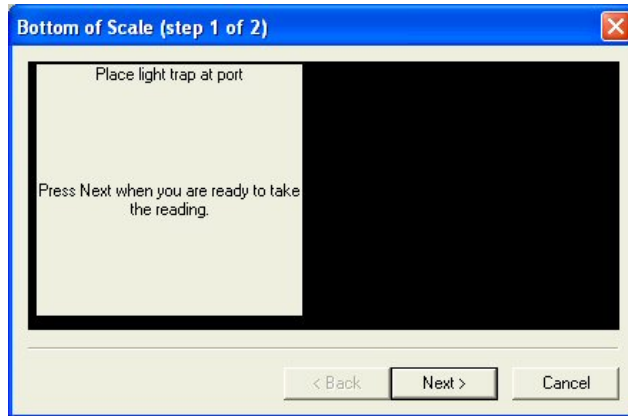 Bottom of Scale (step 1 of 2)
Place light trap at port
Press Next when you are ready to take
the reading.
< Back
Next >
Cancel